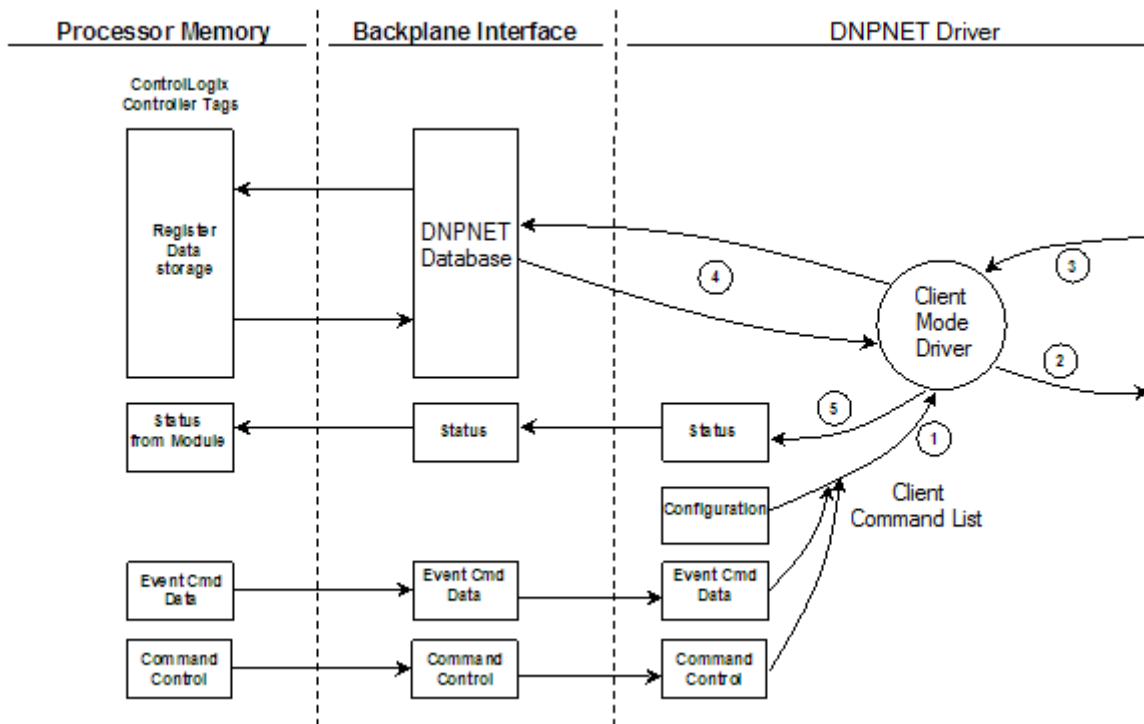 Processor Memory
Backplane Interface
DNPNET Driver
ControlLogix
Controller Tags
Register
Data
storage
DNPNET
Database
4
3
Client
Mode
Driver
2
5
1
Status
from Module
Status
Status
Configuration
Client
Command List
Event Cmd
Data
Event Cmd
Data
Event Cmd
Data
Command
Control
Command
Control
Command
Control